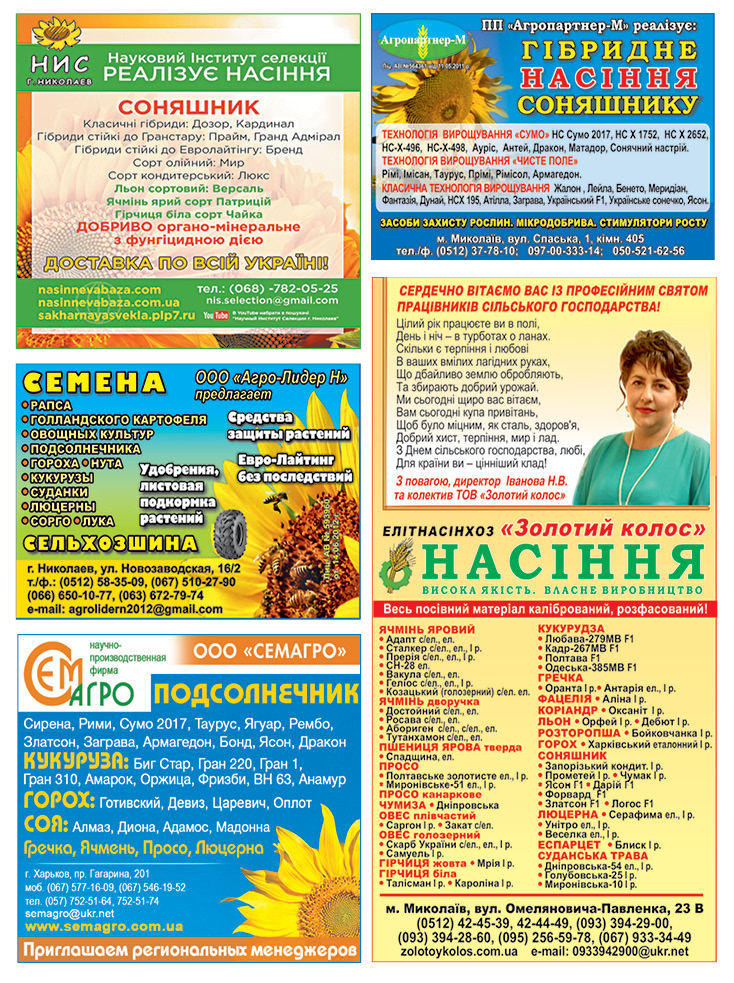 НИС
Г. НИКОЛАЕВ
Науковий Інститут селекції
РЕАЛІЗУЄ НАСІННЯ
СОНЯШНИК
Класичні гібриди: Дозор, Кардинал
Гібриди стійкі до Гранстару: Прайм, Гранд Адмірал
Гібриди стійкі до Євролайтінгу: Бренд
Сорт олійний: Мир
Сорт кондитерський: Люкс
Льон сортовий: Версаль
Ячмінь ярий сорт Патрицій
Гірчиця біла сорт Чайка
ДОБРИВО органо-мінеральне
з фунгіцидною дією
ДОСТАВКА ПО ВСІЙ УКРАЇНІ!
nasinnevabaza.com
nasinnevabaza.com.ua
sakharnayasvekla.plp7.ru
тел.: (068) -782-05-25
nis.selection@gmail.com
You Tube В YouTube набрати в пошукачі
"Научный Институт Селекции г. Николаев"
Агропартнер-М
Ліц. АВ №564361 від 11.05.2011 р.
ПП «Агропартнер-М» реалізує:
ГІБРИДНЕ
НАСІННЯ
СОНЯШНИКУ
ТЕХНОЛОГІЯ ВИРОЩУВАННЯ «СУМО» НС Сумо 2017, НС Х 1752, НС Х 2652,
НС-Х-496, НС-Х-498, Ауріс, Антей, Дракон, Матадор, Сонячний настрій.
ТЕХНОЛОГІЯ ВИРОЩУВАННЯ «ЧИСТЕ ПОЛЕ»
Рімі, Імісан, Таурус, Прімі, Римісол, Армагедон.
КЛАСИЧНА ТЕХНОЛОГІЯ ВИРОЩУВАННЯ Жалон , Лейла, Бенето, Меридіан,
Фантазія, Дунай, НСХ 195, Атілла, Заграва, Український F1, Українське сонечко, Ясон.
ЗАСОБИ ЗАХИСТУ РОСЛИН. МІКРОДОБРИВА. СТИМУЛЯТОРИ РОСТУ
м. Миколаїв, вул. Спаська, 1, кімн. 405
тел./ф. (0512) 37-78-10; 097-00-333-14; 050-521-62-56
СЕМЕНА
• РАПСА
• ГОЛЛАНДСКОГО КАРТОФЕЛЯ
• ОВОЩНЫХ КУЛЬТУР
• ПОДСОЛНЕЧНИКА
• ГОРОХА • НУТА
• КУКУРУЗЫ
• СУДАНКИ
• ЛЮЦЕРНЫ
• СОРГО • ЛУКА
СЕЛЬХОЗШИНА
ООО «Агро-Лидер Н»
предлагает
Средства
защиты растений
Евро-Лайтинг
без последствий
Удобрения,
листовая
подкормка
растений
г. Николаев, ул. Новозаводская, 16/2
т./ф.: (0512) 58-35-09, (067) 510-27-90
(066) 650-10-77, (063) 672-79-74
e-mail: agrolidern2012@gmail.com
СЕРДЕЧНО ВІТАЄМО ВАС ІЗ ПРОФЕСІЙНИМ СВЯТОМ
ПРАЦІВНИКІВ СІЛЬСЬКОГО ГОСПОДАРСТВА!
Цілий рік працюєте ви в полі,
День і ніч – в турботах о ланах.
Скільки є терпіння і любові
В ваших вмілих лагідних руках,
Що дбайливо землю обробляють,
Та збирають добрий урожай.
Ми сьогодні щиро вас вітаєм,
Вам сьогодні купа привітань,
Щоб було міцним, як сталь, здоров'я,
Добрий хист, терпіння, мир і лад.
З Днем сільського господарства, любі,
Для країни ви – цінніший клад!
З повагою, директор Іванова Н.В.
та колектив ТОВ «Золотий колос»
ЕЛІТНАСІНХОЗ «Золотий колос»
НАСІННЯ
ВИСОКА ЯКІСТЬ. ВЛАСНЕ ВИРОБНИЦТВО
Весь посівний матеріал калібрований, розфасований!
ЯЧМІНЬ ЯРОВИЙ
• Адапт с/ел., ел.
• Сталкер с/ел., ел., І р.
• Прерія с/ел., ел., І р.
• СН-28 ел.
• Вакула с/ел., ел.
• Геліос с/ел., ел., І р.
• Козацький (голозерний) с/ел. ел.
ЯЧМІНЬ дворучка
• Достойний с/ел., ел.
• Росава с/ел., ел.
• Абориген с/ел., с/ел., ел.
• Тутанкамон с/ел., ел.
ПШЕНИЦЯ ЯРОВА тверда
• Спадщина, ел.
ПРОСО
• Полтавське золотисте ел., І р.
• Миронівське-51 ел., І р.
ПРОСО канаркове
ЧУМИЗА • Дніпровська
ОВЕС плівчастий
• Саргон І р. • Закат с/ел.
ОВЕС голозерний
• Скарб України с/ел., ел., І р.
• Самуель І р.
ГІРЧИЦЯ жовта • Мрія І р.
ГІРЧИЦЯ біла
• Талісман І р. • Кароліна І р.
КУКУРУДЗА
• Любава-279МВ F1
• Кадр-267МВ F1
• Полтава F1
• Одеська-385МВ F1
ГРЕЧКА
• Оранта І р.• Антарія ел., І р.
ФАЦЕЛІЯ • Аліна І р.
КОРІАНДР • Оксаніт І р.
ЛЬОН • Орфей І р.• Дебют І р.
РОЗТОРОПША • Бойковчанка І р.
ГОРОХ • Харківський еталонний І р.
СОНЯШНИК
• Запорізький кондит. І р.
• Прометей І р. • Чумак І р.
• Ясон Г1 • Дарій Г1
• Форвард F1
• Златсон F1 • Логос F1
ЛЮЦЕРНА • Серафима ел., І р.
• Унітро ел., І р.
• Веселка ел., І р.
ЕСПАРЦЕТ • Блиск І р.
СУДАНСЬКА ТРАВА
• Дніпровська-54 ел., І р.
• Голубовська-25 І р.
• Миронівська-10 І р.
м. Миколаїв, вул. Омеляновича-Павленка, 23 В
(0512) 42-45-39, 42-44-49, (093) 394-29-00,
(093) 394-28-60, (095) 256-59-78, (067) 933-34-49
zolotoykolos.com.ua e-mail: 0933942900@ukr.net
СЕМАГРО
научно-
производственная
фирма
ООО «СЕМАГРО»
ПОДСОЛНЕЧНИК
Сирена, Рими, Сумо 2017, Таурус, Ягуар, Рембо,
Златсон, Заграва, Армагедон, Бонд, Ясон, Дракон
КУКУРУЗА: Биг Стар, Гран 220, Гран 1,
Гран 310, Амарок, Оржица, Фризби, ВН 63, Анамур
ГОРОХ: Готивский, Девиз, Царевич, Оплот
СОЯ: Алмаз, Диона, Адамос, Мадонна
Гречка, Ячмень, Просо, Люцерна
г. Харьков, пр. Гагарина, 201
моб. (067) 577-16-09, (067) 546-19-52
тел. (057) 752-51-64, 752-51-74
semagro@ukr.net
www.semagro.com.ua
Приглашаем региональных менеджеров